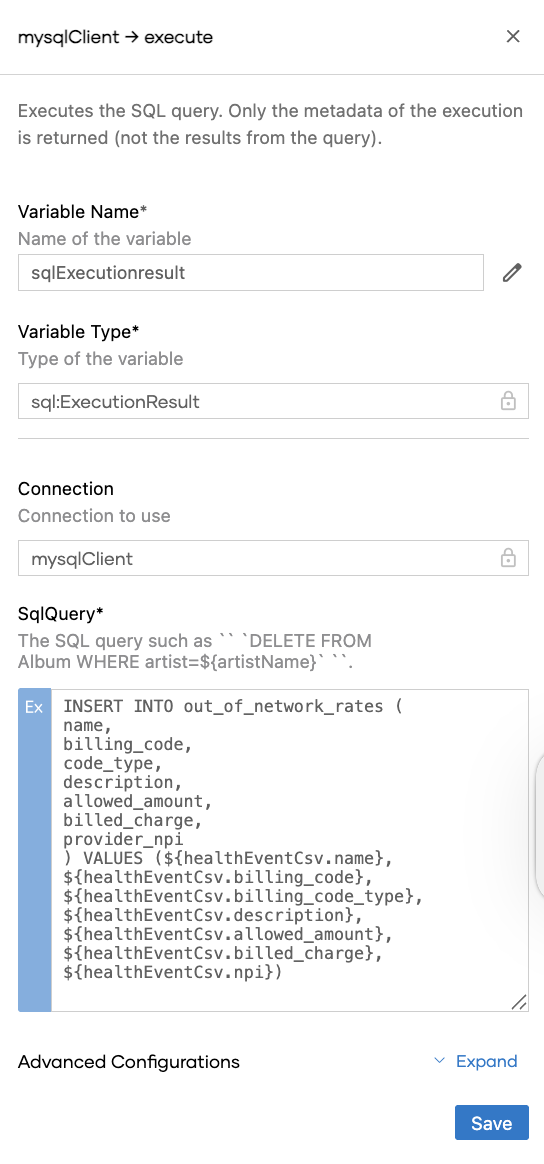 mysqlClient → execute
Executes the SQL query. Only the metadata of the execution
is returned (not the results from the query).
Variable Name*
Name of the variable
sqlExecutionresult
Variable Type*
Type of the variable
sql:ExecutionResult
Connection
Connection to use
mysqlClient
SqlQuery*
The SQL query such as `` `DELETE FROM
Album WHERE artist=${artistName}` ``.
Ex
INSERT INTO out_of_network_rates (
name,
billing_code,
code_type,
description,
allowed_amount,
billed_charge,
provider_npi
) VALUES (${healthEventCsv.name},
${healthEventCsv.billing_code},
${healthEventCsv.billing_code_type},
${healthEventCsv.description},
${healthEventCsv.allowed_amount},
${healthEventCsv.billed_charge},
${healthEventCsv.npi})
Advanced Configurations
Expand
Save